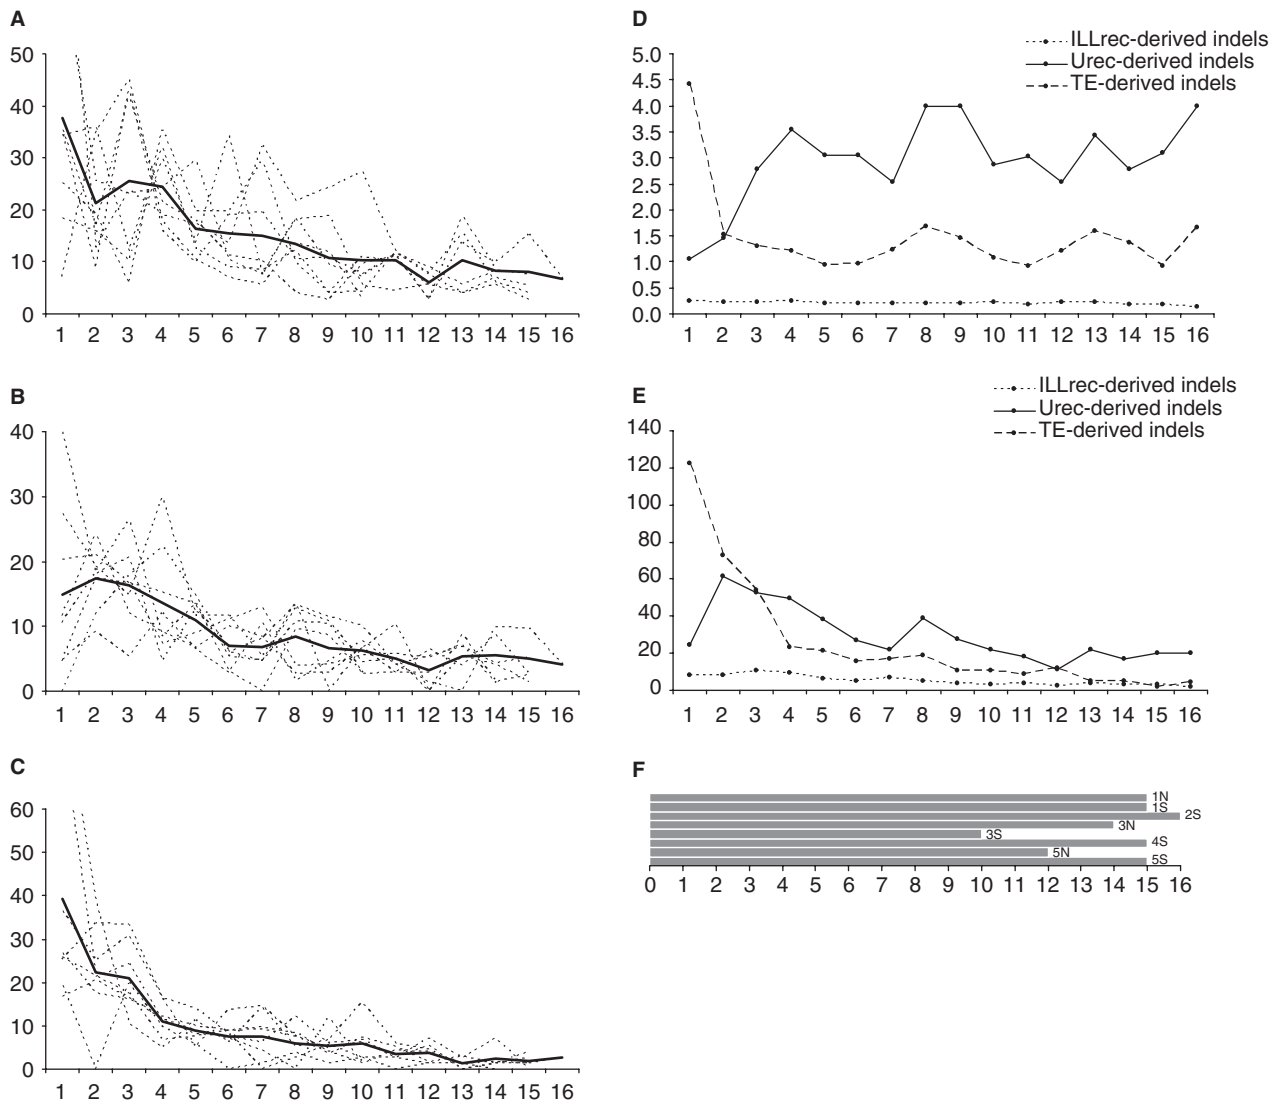 A
50
40
30
20
10
0
1 2 3 4 5 6 7 8 9 10 11 12 13 14 15 16
B
40
30
20
10
0
1 2 3 4 5 6 7 8 9 10 11 12 13 14 15 16
C
60
50
40
30
20
10
0
1 2 3 4 5 6 7 8 9 10 11 12 13 14 15 16
D
ILLrec-derived indels
Urec-derived indels
TE-derived indels
5.0
4.5
4.0
3.5
3.0
2.5
2.0
1.5
1.0
0.5
0.0
1 2 3 4 5 6 7 8 9 10 11 12 13 14 15 16
E
ILLrec-derived indels
Urec-derived indels
TE-derived indels
140
120
100
80
60
40
20
0
1 2 3 4 5 6 7 8 9 10 11 12 13 14 15 16
F
1N
1S
2S
3N
3S
4S
5N
5S
0 1 2 3 4 5 6 7 8 9 10 11 12 13 14 15 16